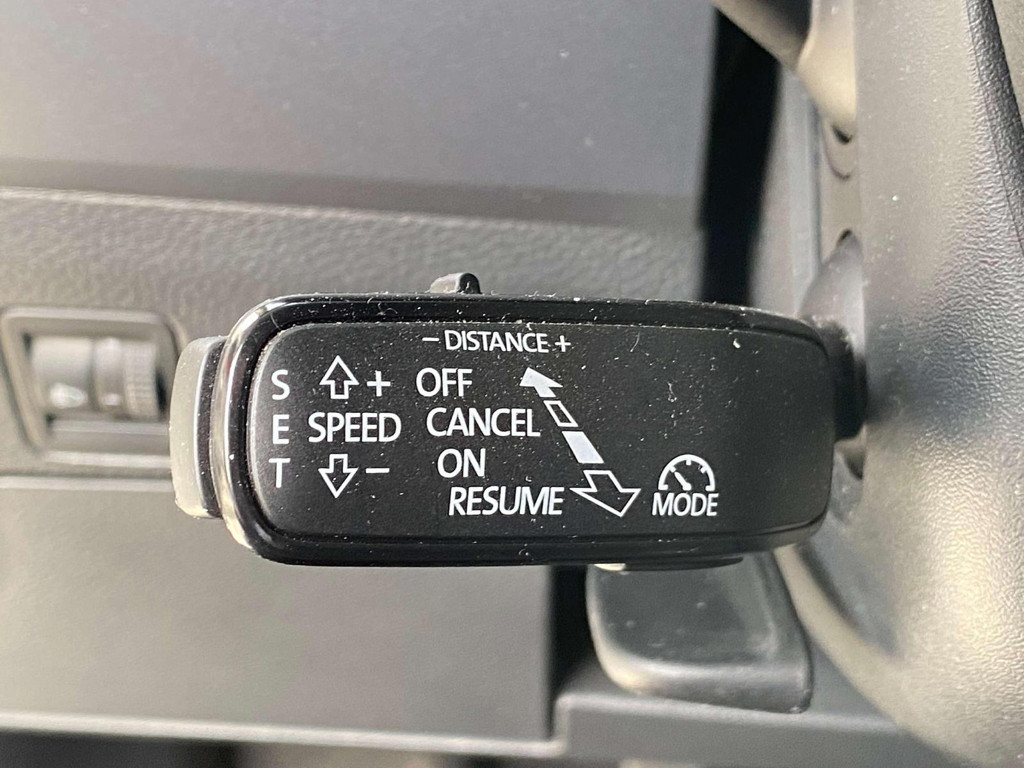 - DISTANCE +
S + OFF
E SPEED CANCEL
T - ON
RESUME MODE